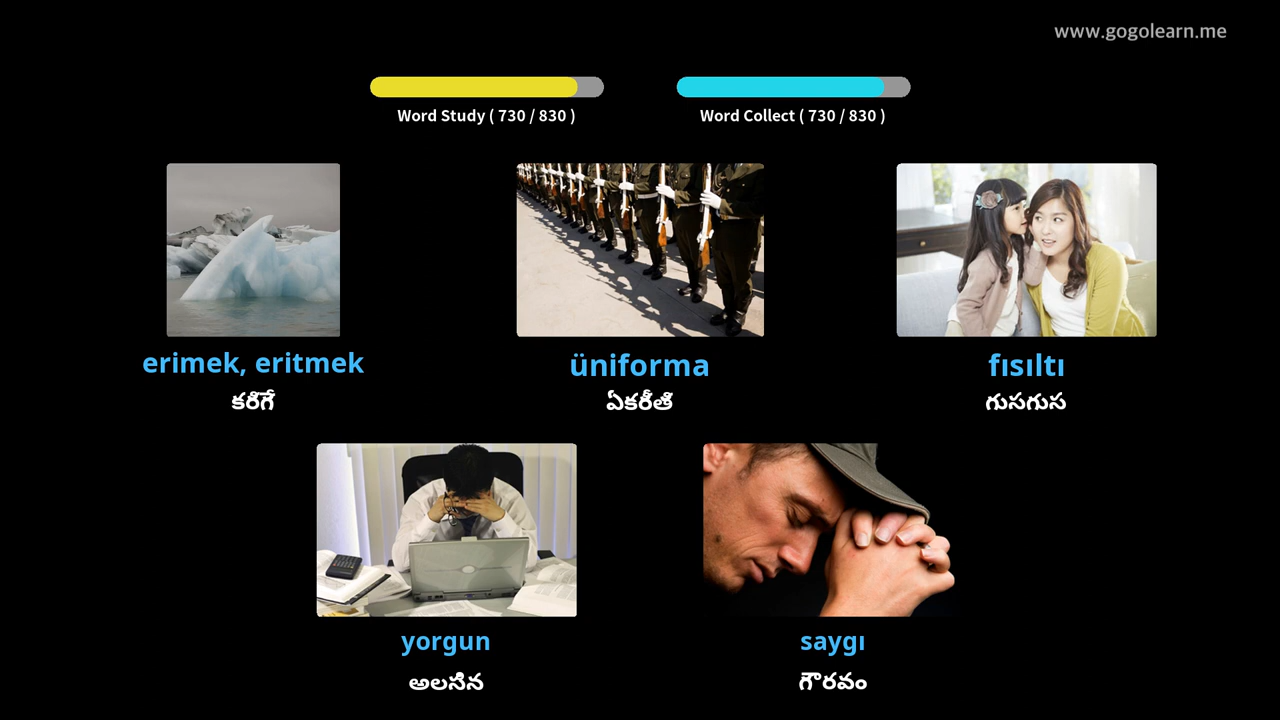 www.gogolearn.me
Word Study ( 730 / 830 )
Word Collect ( 730 / 830 )
erimek, eritmek
కరిగే
üniforma
ఏకరీతి
fısıltı
గుసగుస
yorgun
అలసిన
saygı
గౌరవం